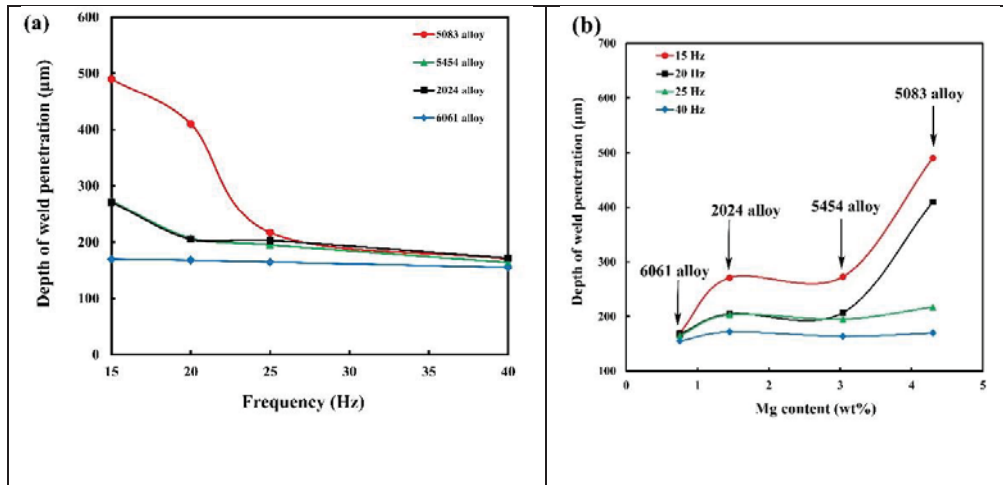 (a)
600
500
400
300
200
100
0
Depth of weld penetration (µm)
5083 alloy
5454 alloy
2024 alloy
6061 alloy
15 20 25 30 35 40
Frequency (Hz)
(b)
700
600
500
400
300
200
100
Depth of weld penetration (µm)
15 Hz
20 Hz
25 Hz
40 Hz
5083 alloy
2024 alloy
5454 alloy
6061 alloy
0 1 2 3 4 5
Mg content (wt%)